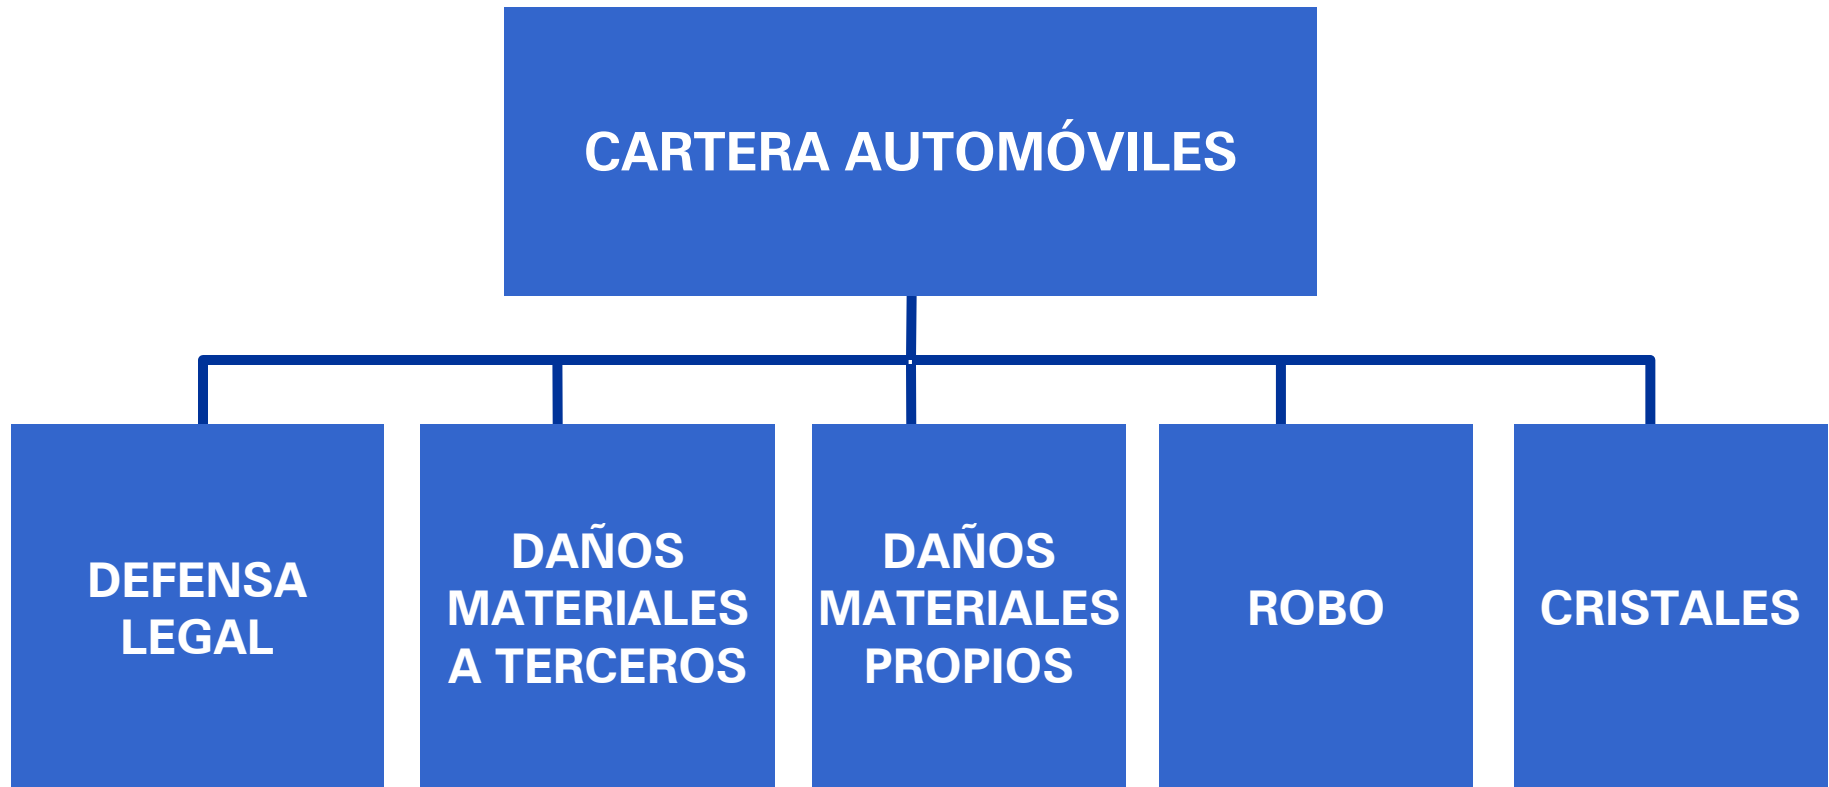 CARTERA AUTOMÓVILES
DEFENSA
LEGAL
DAÑOS
MATERIALES
A TERCEROS
DAÑOS
MATERIALES
PROPIOS
ROBO
CRISTALES